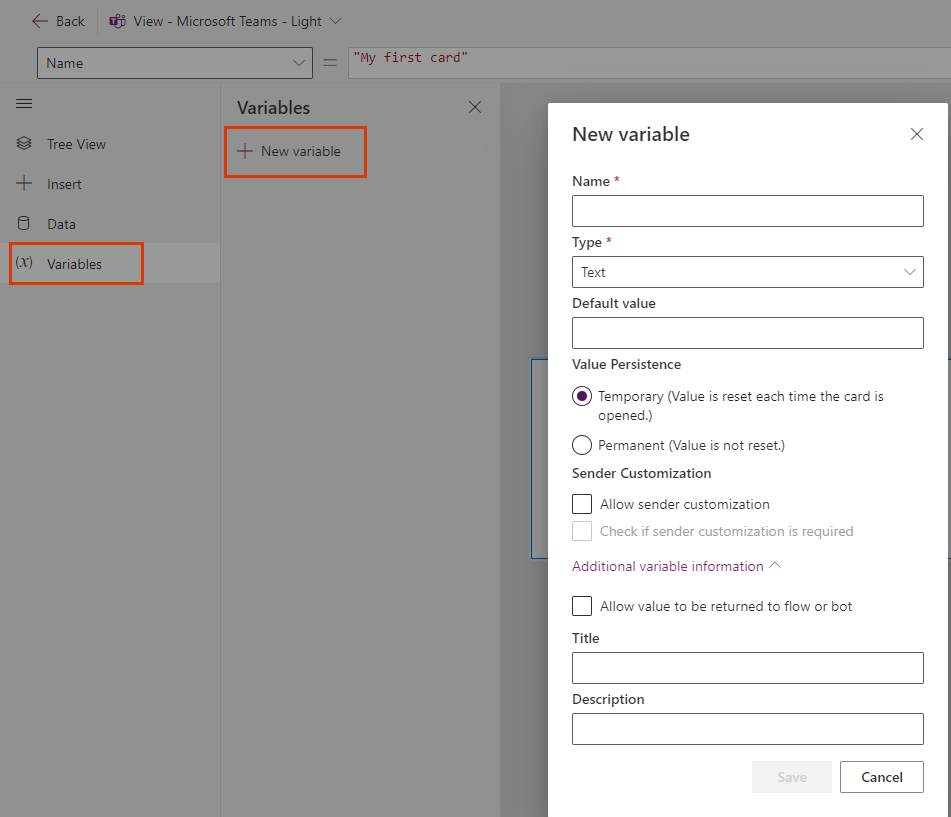 Back
View - Microsoft Teams - Light
Name
=
"My first card"
Tree View
Insert
Data
(x) Variables
Variables
New variable
New variable
Name *
Type *
Text
Default value
Value Persistence
Temporary (Value is reset each time the card is
opened.)
Permanent (Value is not reset.)
Sender Customization
Allow sender customization
Check if sender customization is required
Additional variable information
Allow value to be returned to flow or bot
Title
Description
Save
Cancel